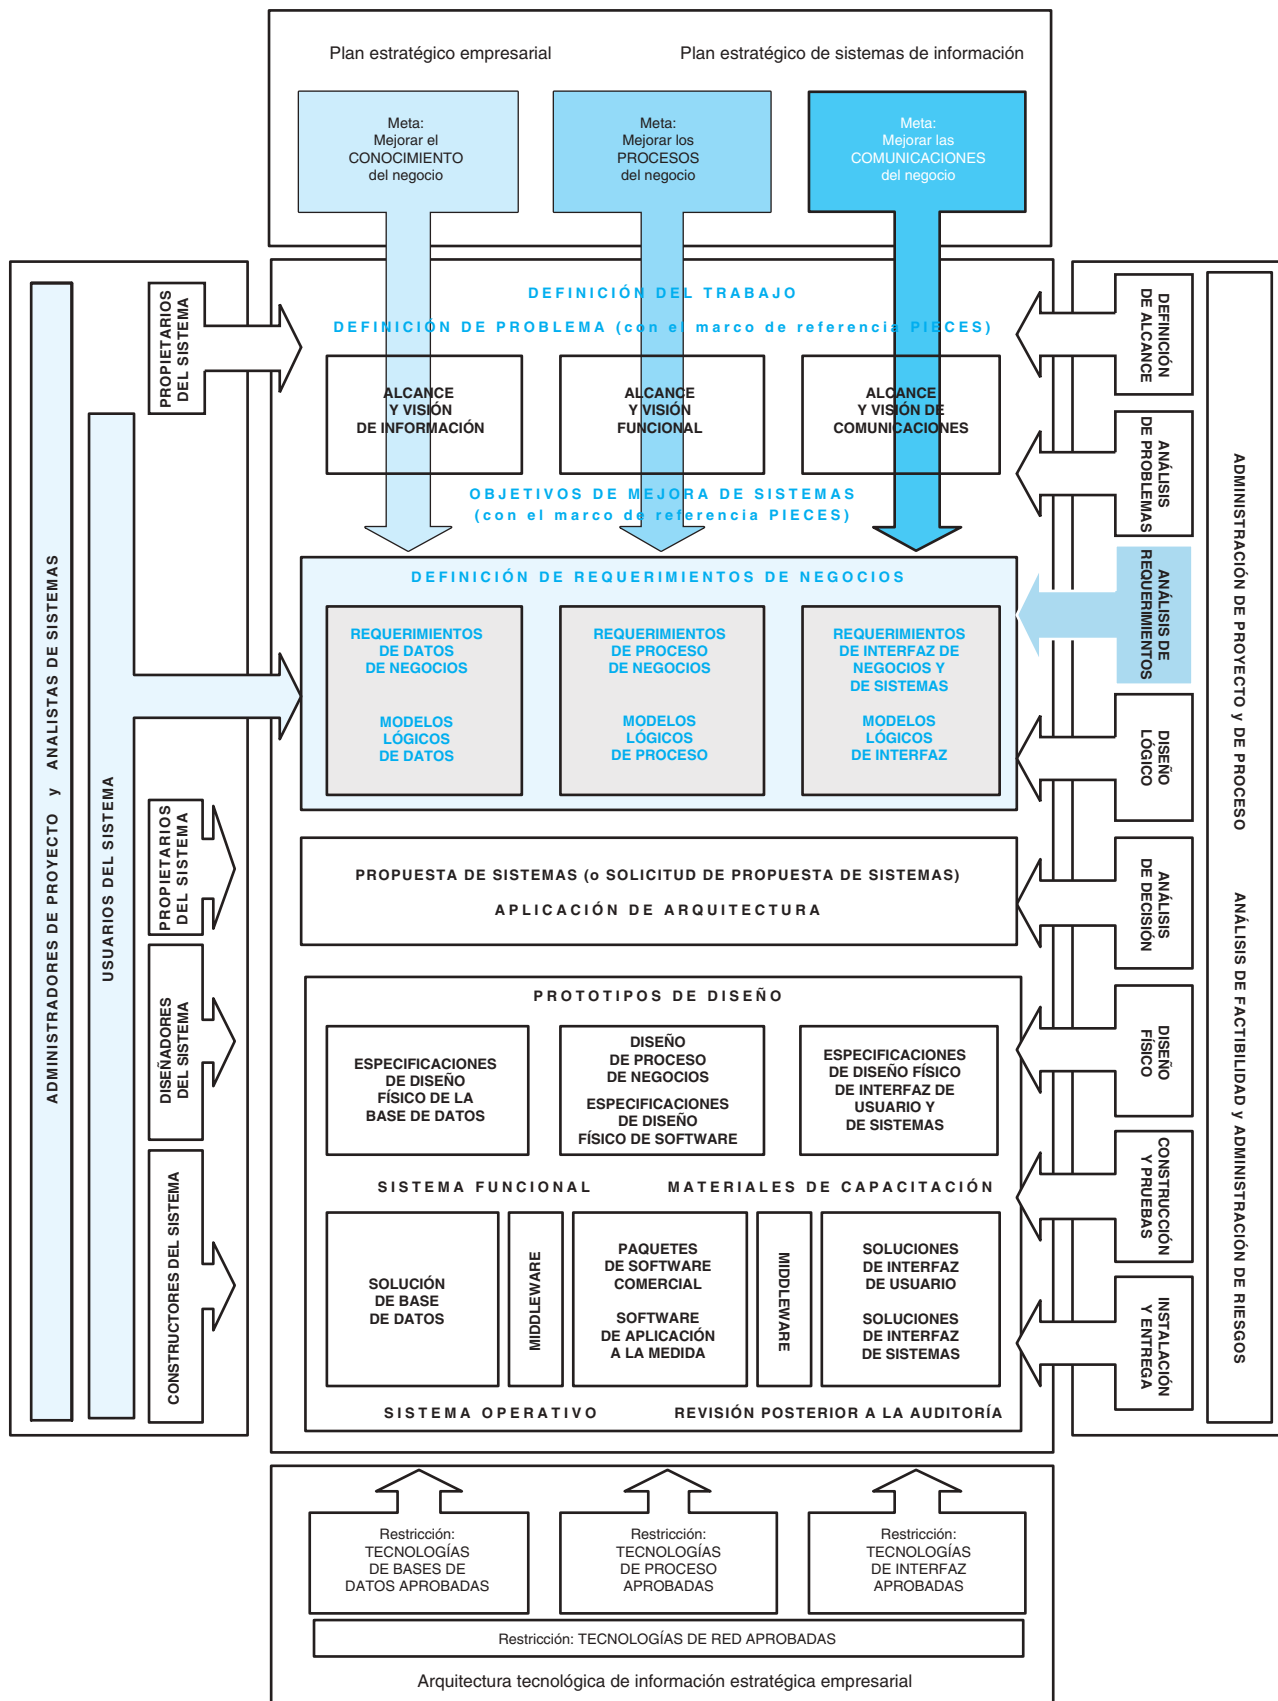 Plan estratégico empresarial
Plan estratégico de sistemas de información
Meta:
Mejorar el
CONOCIMIENTO
del negocio
Meta:
Mejorar los
PROCESOS
del negocio
Meta:
Mejorar las
COMUNICACIONES
del negocio
ADMINISTRADORES DE PROYECTO y ANALISTAS DE SISTEMAS
USUARIOS DEL SISTEMA
PROPIETARIOS
DEL SISTEMA
PROPIETARIOS
DEL SISTEMA
DISEÑADORES
DEL SISTEMA
CONSTRUCTORES DEL SISTEMA
DEFINICIÓN DEL TRABAJO
DEFINICIÓN DE PROBLEMA (con el marco de referencia PIECES)
ALCANCE
Y VISIÓN
DE INFORMACIÓN
ALCANCE
Y VISIÓN
FUNCIONAL
ALCANCE
Y VISIÓN DE
COMUNICACIONES
OBJETIVOS DE MEJORA DE SISTEMAS
(con el marco de referencia PIECES)
DEFINICIÓN DE REQUERIMIENTOS DE NEGOCIOS
REQUERIMIENTOS
DE DATOS
DE NEGOCIOS
MODELOS
LÓGICOS
DE DATOS
REQUERIMIENTOS
DE PROCESO
DE NEGOCIOS
MODELOS
LÓGICOS
DE PROCESO
REQUERIMIENTOS
DE INTERFAZ DE
NEGOCIOS Y
DE SISTEMAS
MODELOS
LÓGICOS
DE INTERFAZ
PROPUESTA DE SISTEMAS (o SOLICITUD DE PROPUESTA DE SISTEMAS)
APLICACIÓN DE ARQUITECTURA
PROTOTIPOS DE DISEÑO
ESPECIFICACIONES
DE DISEÑO
FÍSICO DE LA
BASE DE DATOS
DISEÑO
DE PROCESO
DE NEGOCIOS
ESPECIFICACIONES
DE DISEÑO
FÍSICO DE SOFTWARE
ESPECIFICACIONES
DE DISEÑO FÍSICO
DE INTERFAZ DE
USUARIO Y
DE SISTEMAS
SISTEMA FUNCIONAL
MATERIALES DE CAPACITACIÓN
SOLUCIÓN
DE BASE
DE DATOS
MIDDLEWARE
PAQUETES
DE SOFTWARE
COMERCIAL
SOFTWARE
DE APLICACIÓN
A LA MEDIDA
MIDDLEWARE
SOLUCIONES
DE INTERFAZ
DE USUARIO
SOLUCIONES
DE INTERFAZ
DE SISTEMAS
SISTEMA OPERATIVO
REVISIÓN POSTERIOR A LA AUDITORÍA
DEFINICIÓN
DE ALCANCE
ANÁLISIS
DE PROBLEMAS
ANÁLISIS DE
REQUERIMIENTOS
DISEÑO
LÓGICO
ANÁLISIS
DE DECISIÓN
DISEÑO
FÍSICO
CONSTRUCCIÓN
Y PRUEBAS
INSTALACIÓN
Y ENTREGA
ADMINISTRACIÓN DE PROYECTO y DE PROCESO
ANÁLISIS DE FACTIBILIDAD y ADMINISTRACIÓN DE RIESGOS
Restricción:
TECNOLOGÍAS
DE BASES DE
DATOS APROBADAS
Restricción:
TECNOLOGÍAS
DE PROCESO
APROBADAS
Restricción:
TECNOLOGÍAS
DE INTERFAZ
APROBADAS
Restricción: TECNOLOGÍAS DE RED APROBADAS
Arquitectura tecnológica de información estratégica empresarial